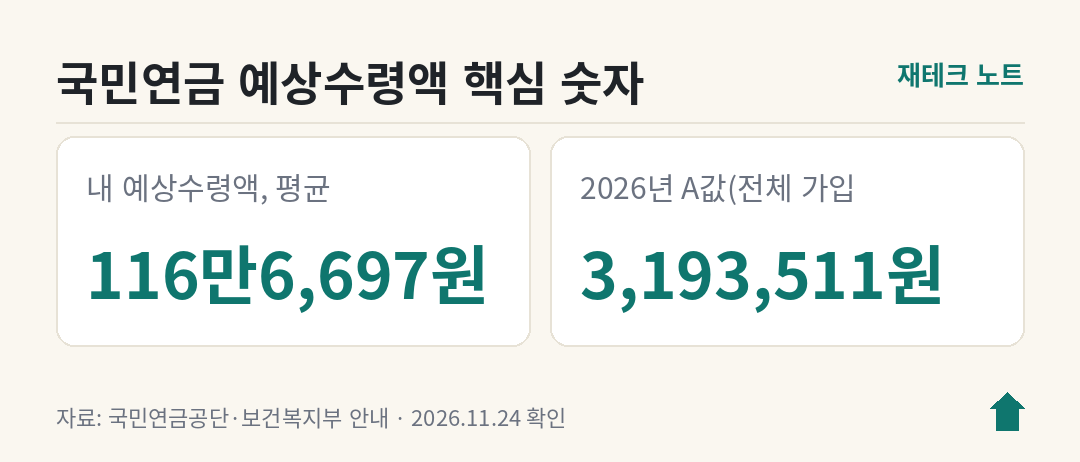 국민연금 예상수령액 핵심 숫자
재테크 노트
내 예상수령액, 평균
116만6,697원
2026년 A값(전체 가입
3,193,511원
자료: 국민연금공단·보건복지부 안내 · 2026.11.24 확인